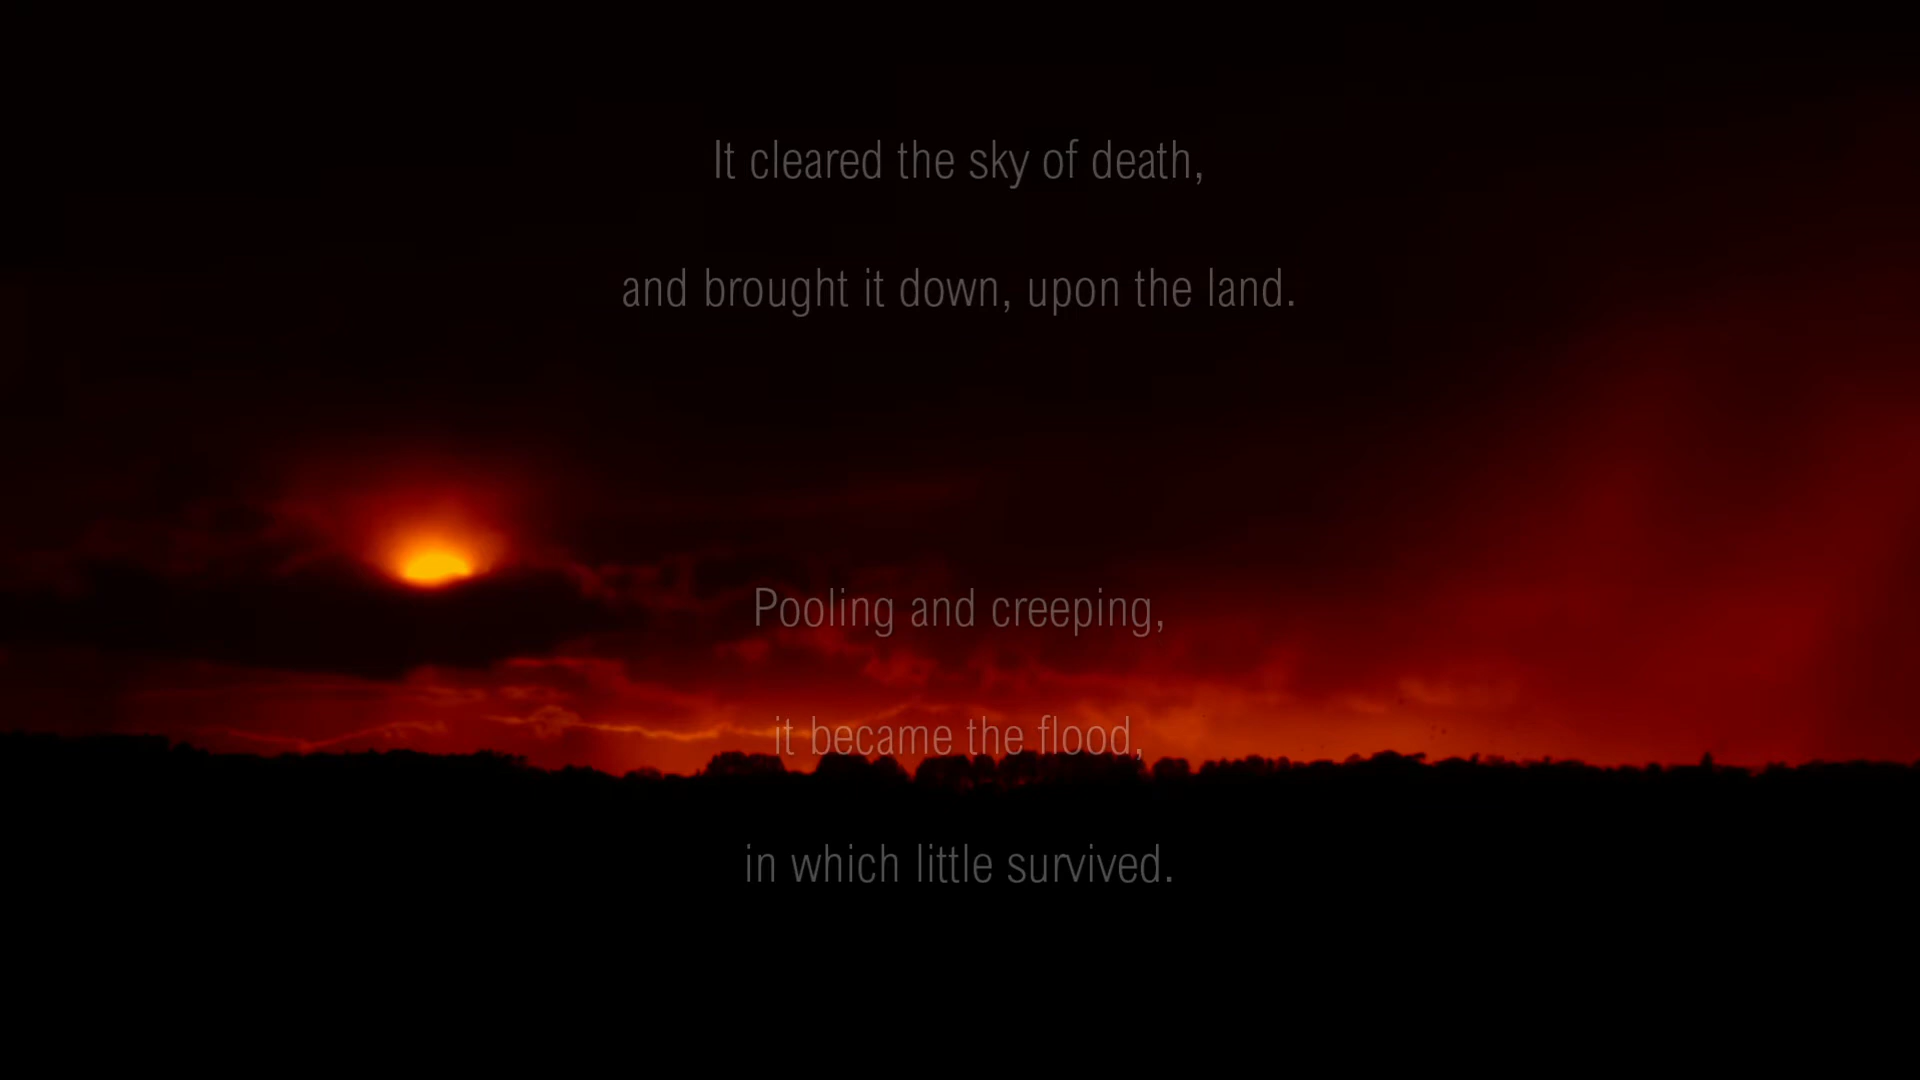 It cleared the sky of death,
and brought it down, upon the land.
Pooling and creeping,
it became the flood,
in which little survived.